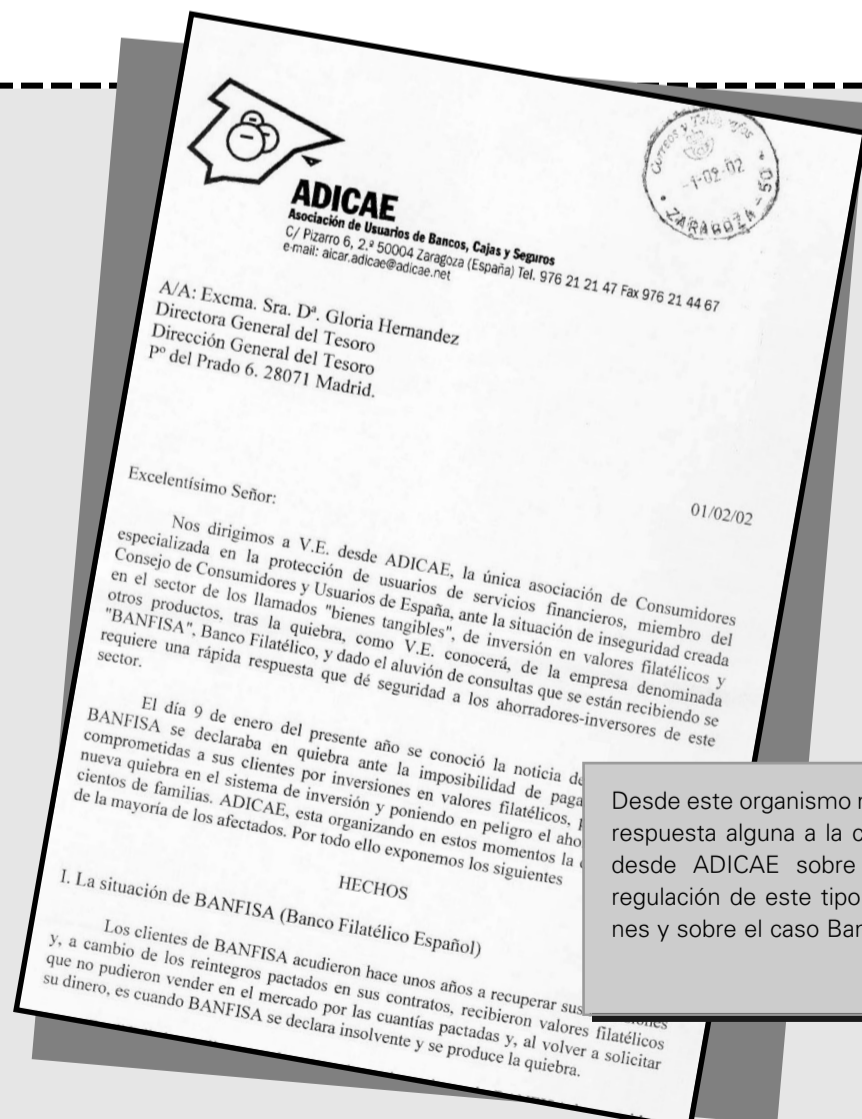 Correos y Telégrafos
-1-02-02
ZARAGOZA - 50
ADICAE
Asociación de Usuarios de Bancos, Cajas y Seguros
C/ Pizarro 6, 2.ª 50004 Zaragoza (España) Tel. 976 21 21 47 Fax 976 21 44 67
e-mail: aicar.adicae@adicae.net
A/A: Excma. Sra. Dª. Gloria Hernandez
Directora General del Tesoro
Dirección General del Tesoro
Pº del Prado 6. 28071 Madrid.
Excelentísimo Señor:
01/02/02
Nos dirigimos a V.E. desde ADICAE, la única asociación de Consumidores
especializada en la protección de usuarios de servicios financieros, miembro del
Consejo de Consumidores y Usuarios de España, ante la situación de inseguridad creada
en el sector de los llamados "bienes tangibles", de inversión en valores filatélicos y
otros productos, tras la quiebra, como V.E. conocerá, de la empresa denominada
"BANFISA", Banco Filatélico, y dado el aluvión de consultas que se están recibiendo se
requiere una rápida respuesta que dé seguridad a los ahorradores-inversores de este
sector.
El día 9 de enero del presente año se conoció la noticia de
BANFISA se declaraba en quiebra ante la imposibilidad de
comprometidas a sus clientes por inversiones en valores filatélicos,
nueva quiebra en el sistema de inversión y poniendo en peligro el
cientos de familias. ADICAE, esta organizando en estos momentos la
de la mayoría de los afectados. Por todo ello exponemos los siguientes
HECHOS
I. La situación de BANFISA (Banco Filatélico Español)
Los clientes de BANFISA acudieron hace unos años a recuperar sus
y, a cambio de los reintegros pactados en sus contratos, recibieron valores filatélicos
que no pudieron vender en el mercado por las cuantías pactadas y, al volver a solicitar
su dinero, es cuando BANFISA se declara insolvente y se produce la quiebra.
Desde este organismo
respuesta alguna a la
desde ADICAE sobre
regulación de este tipo
nes y sobre el caso